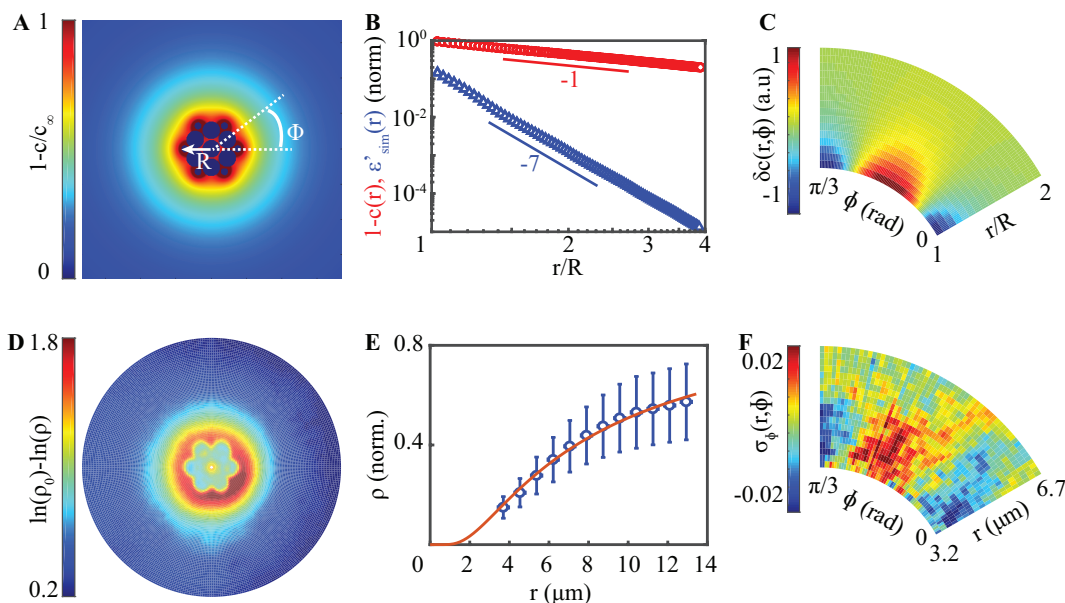 A
1
1-c/c∞
0
Φ
R
B
10⁰
10⁻²
10⁻⁴
1-c(r), ε'sim(r) (norm)
-1
-7
1
2
3
4
r/R
C
1
-1
δc(r,ϕ) (a.u)
π/3
ϕ (rad)
0
1
r/R
2
D
1.8
ln(ρ₀)-ln(ρ)
0.2
E
0.8
0.4
ρ (norm.)
0
2
4
6
8
10
12
14
r (μm)
F
0.02
-0.02
σϕ(r,ϕ)
π/3
ϕ (rad)
0
3.2
r (μm)
6.7